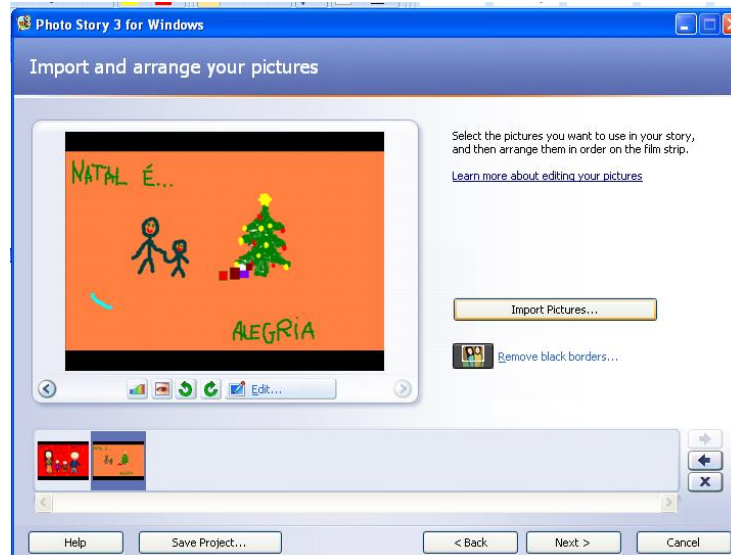 Photo Story 3 for Windows
Import and arrange your pictures
NATAL É...
ALEGRIA
Select the pictures you want to use in your story,
and then arrange them in order on the film strip.
Learn more about editing your pictures
Import Pictures...
Remove black borders...
Edit...
Help
Save Project...
< Back
Next >
Cancel